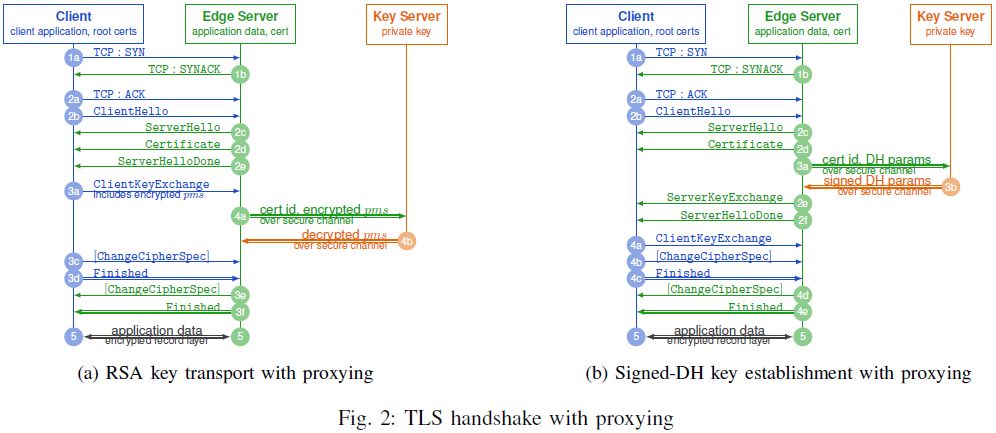 Client
client application, root certs
Edge Server
application data, cert
Key Server
private key
1a TCP : SYN
TCP : SYNACK 1b
2a TCP : ACK
2b ClientHello
ServerHello 2c
Certificate 2d
ServerHelloDone 2e
3a ClientKeyExchange
includes encrypted pms
4a cert id, encrypted pms
over secure channel
decrypted pms 4b
over secure channel
3c [ChangeCipherSpec]
3d Finished
[ChangeCipherSpec] 3e
Finished 3f
5 application data 5
encrypted record layer
(a) RSA key transport with proxying
Client
client application, root certs
Edge Server
application data, cert
Key Server
private key
1a TCP : SYN
TCP : SYNACK 1b
2a TCP : ACK
2b ClientHello
ServerHello 2c
Certificate 2d
3a cert id, DH params
over secure channel
signed DH params 3b
over secure channel
ServerKeyExchange 2e
ServerHelloDone 2f
4a ClientKeyExchange
4b [ChangeCipherSpec]
4c Finished
[ChangeCipherSpec] 4d
Finished 4e
5 application data 5
encrypted record layer
(b) Signed-DH key establishment with proxying
Fig. 2: TLS handshake with proxying